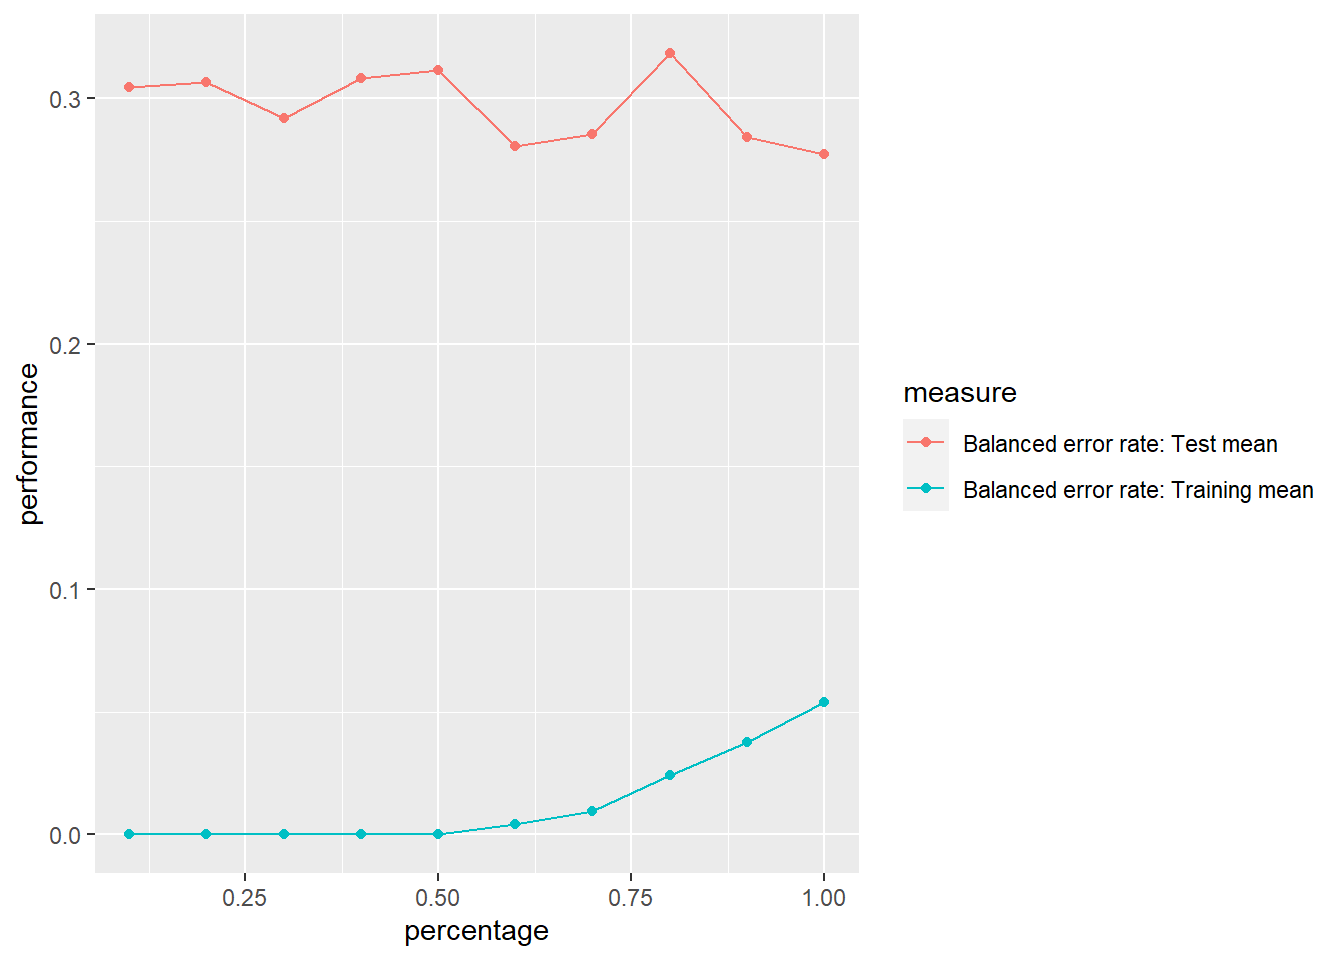 0.3
0.2
0.1
0.0
performance
0.25
0.50
0.75
1.00
percentage
measure
Balanced error rate: Test mean
Balanced error rate: Training mean